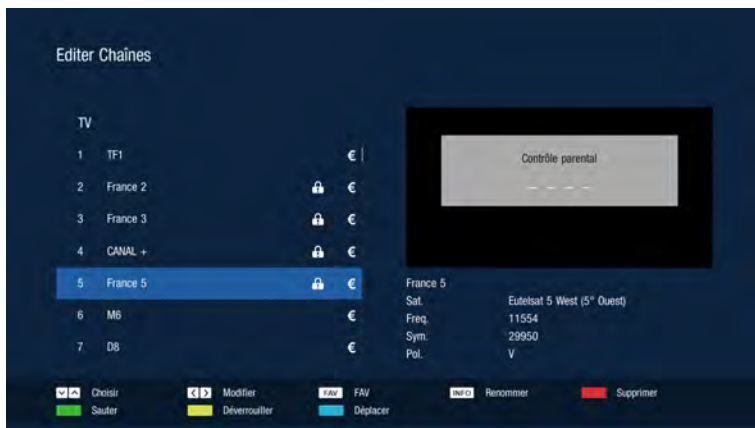 Editer Chaînes
TV
1 TF1 €
2 France 2 €
3 France 3 €
4 CANAL + €
5 France 5 €
6 M6 €
7 D8 €
Contrôle parental
_ _ _ _
France 5
Sat. Eutelsat 5 West (5° Ouest)
Freq. 11554
Sym. 29950
Pol. V
Choisir Modifier FAV FAV INFO Renommer Supprimer
Sauter Déverrouiller Déplacer